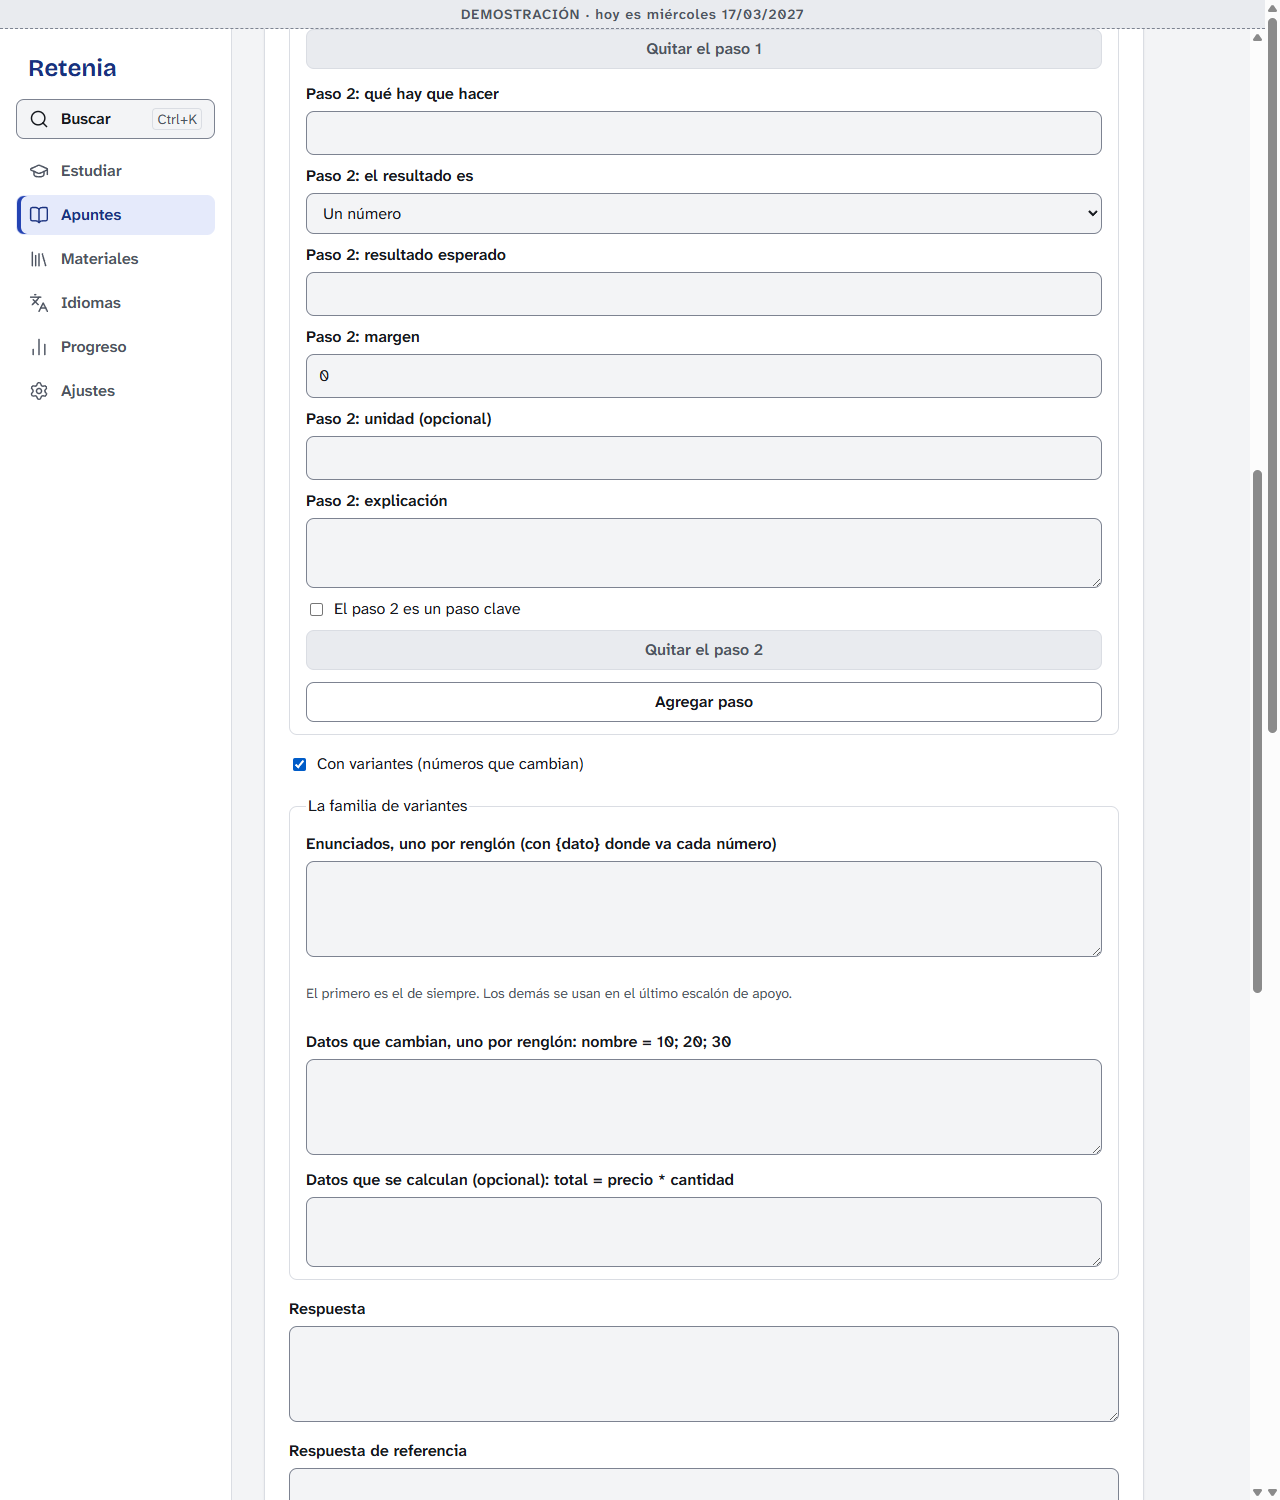 DEMOSTRACIÓN · hoy es miércoles 17/03/2027
Retenia
Buscar
Ctrl+K
Estudiar
Apuntes
Materiales
Idiomas
Progreso
Ajustes
Quitar el paso 1
Paso 2: qué hay que hacer
Paso 2: el resultado es
Un número
Paso 2: resultado esperado
Paso 2: margen
0
Paso 2: unidad (opcional)
Paso 2: explicación
El paso 2 es un paso clave
Quitar el paso 2
Agregar paso
Con variantes (números que cambian)
La familia de variantes
Enunciados, uno por renglón (con {dato} donde va cada número)
El primero es el de siempre. Los demás se usan en el último escalón de apoyo.
Datos que cambian, uno por renglón: nombre = 10; 20; 30
Datos que se calculan (opcional): total = precio * cantidad
Respuesta
Respuesta de referencia